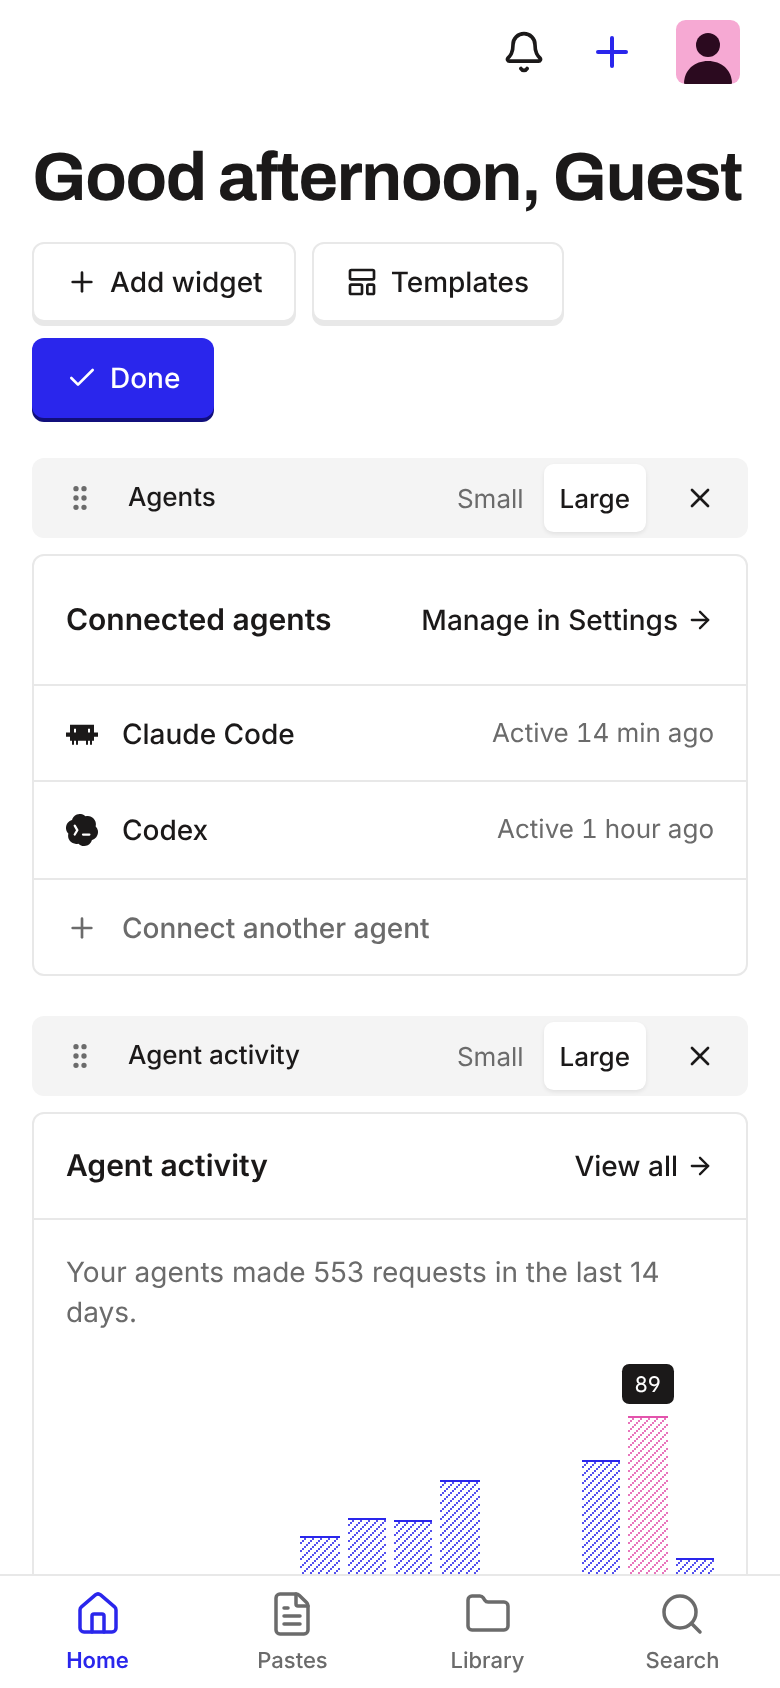 Good afternoon, Guest
Add widget
Templates
Done
Agents
Small
Large
Connected agents
Manage in Settings
Claude Code
Active 14 min ago
Codex
Active 1 hour ago
Connect another agent
Agent activity
Small
Large
Agent activity
View all
Your agents made 553 requests in the last 14
days.
89
Home
Pastes
Library
Search